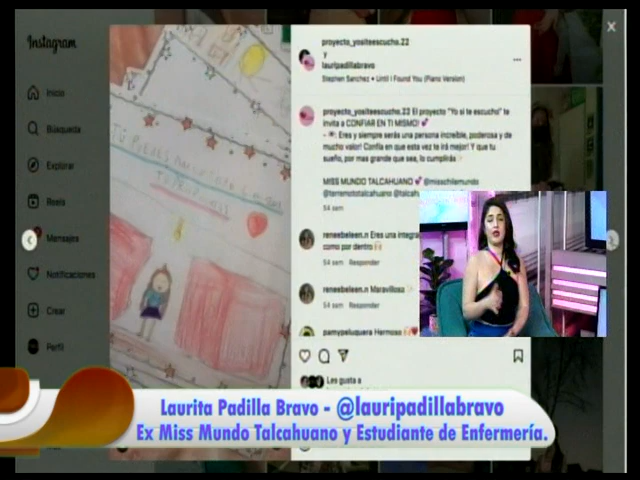 Instagram
Inicio
Búsqueda
Explorar
Reels
Mensajes
Notificaciones
Crear
Perfil
proyecto_yositeescucho.22
y
lauripadillabravo
Stephen Sanchez • Until I Found You (Piano Version)
proyecto_yositeescucho.22 El proyecto "Yo si te escucho" te
invita a CONFIAR EN TI MISMO!
Eres y siempre serás una persona increíble, poderosa y de
mucho valor! Confía en que esta vez te irá mejor! Y que tu
sueño, por mas grande que sea, lo cumplirás
MISS MUNDO TALCAHUANO @misschilemundo
@terremototalcahuano
54 sem
reneebeleen.n Eres una integra
como por dentro
54 sem Responder
reneebeleen.n Maravillosa
54 sem Responder
pamypeluquera Hermoso
Les gusta a
TÚ PUEDES
Laurita Padilla Bravo - @lauripadillabravo
Ex Miss Mundo Talcahuano y Estudiante de Enfermería.